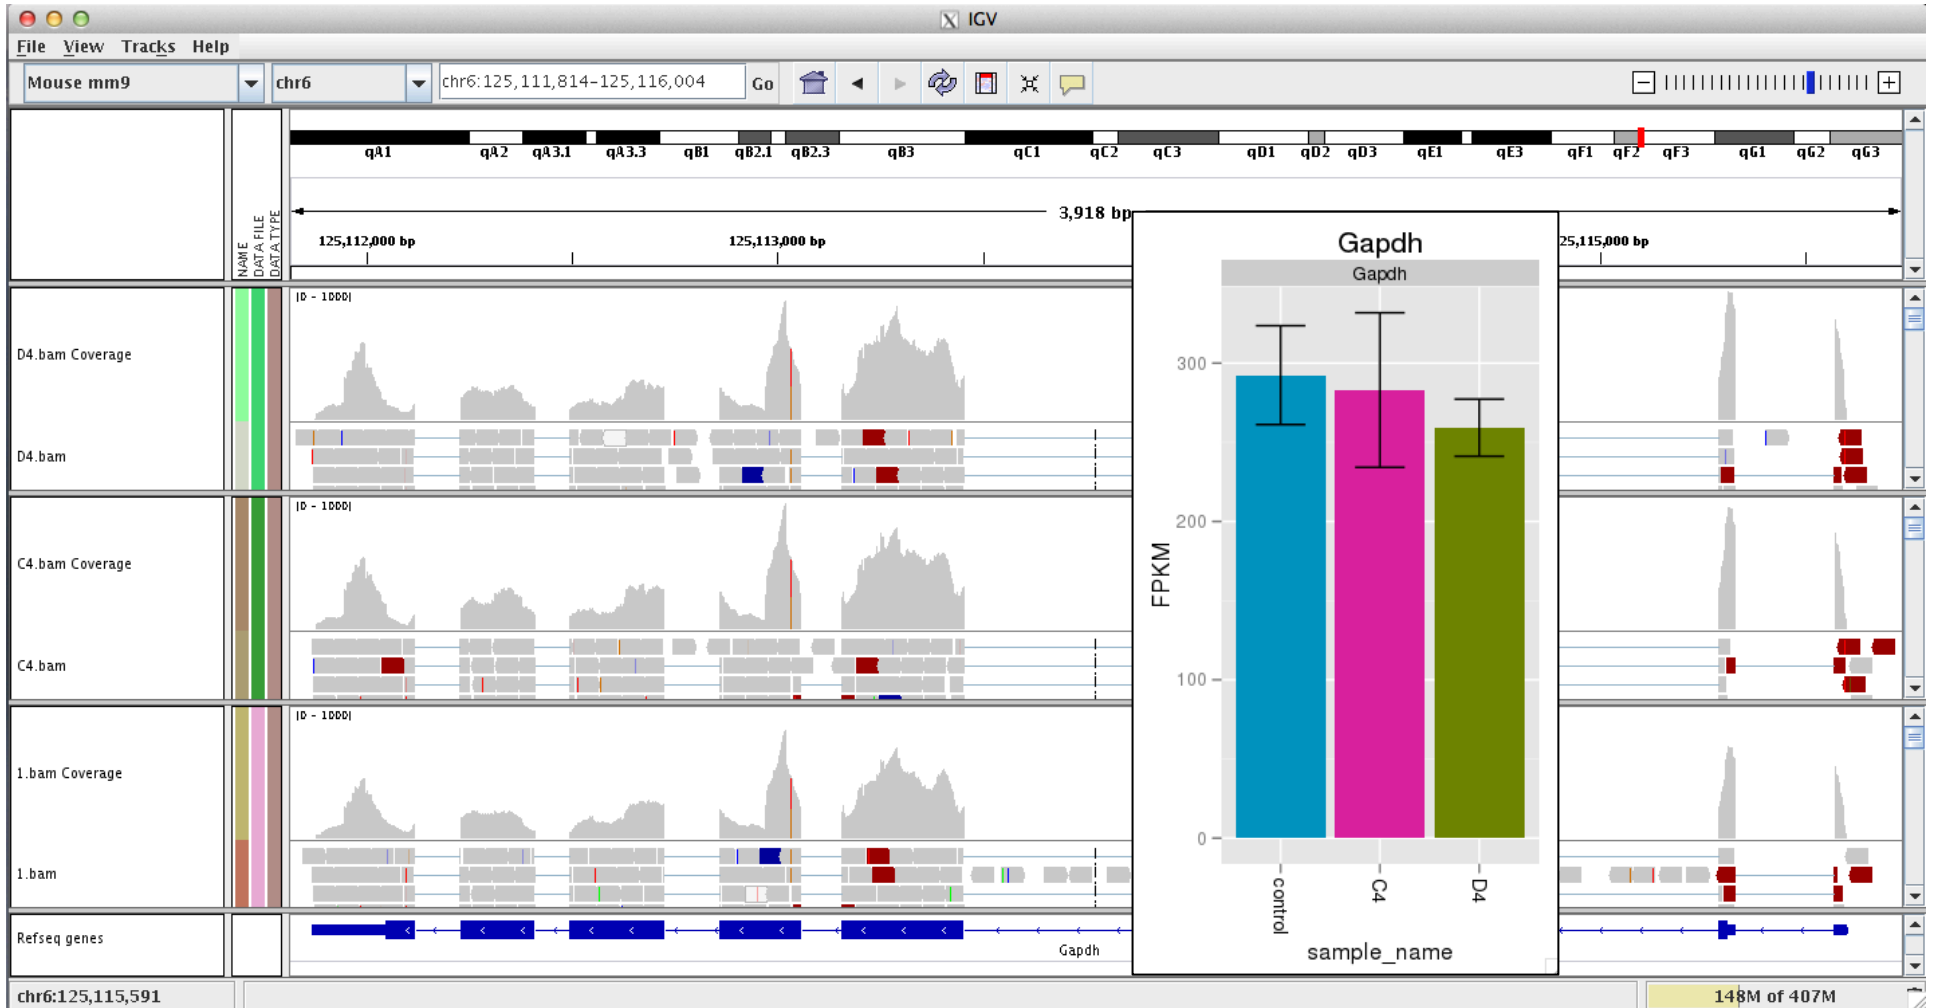 IGV
File View Tracks Help
Mouse mm9 chr6 chr6:125,111,814-125,116,004 Go
qA1 qA2 qA3.1 qA3.3 qB1 qB2.1 qB2.3 qB3 qC1 qC2 qC3 qD1 qD2 qD3 qE1 qE3 qF1 qF2 qF3 qG1 qG2 qG3
NAME
DATA FILE
DATA TYPE
3,918 bp
125,112,000 bp 125,113,000 bp 25,115,000 bp
[0 - 1000]
D4.bam Coverage
D4.bam
[0 - 1000]
C4.bam Coverage
C4.bam
[0 - 1000]
1.bam Coverage
1.bam
Refseq genes
Gapdh
Gapdh
Gapdh
FPKM
300
200
100
0
control C4 D4
sample_name
chr6:125,115,591
148M of 407M